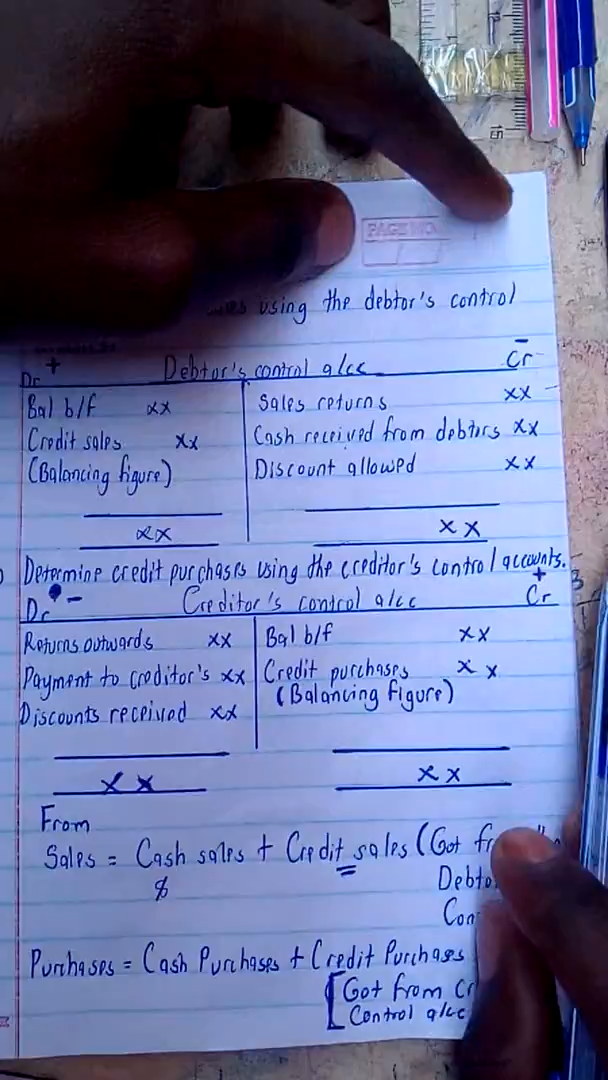 PAGE NO.
using the debtor's control
Dr + Debtor's control a/cc - Cr
Bal b/f xx Sales returns xx
Credit sales xx Cash received from debtors xx
(Balancing figure) Discount allowed xx
xx xx
Determine credit purchases using the creditor's control accounts.
Dr - Creditor's control a/cc + Cr
Returns outwards xx Bal b/f xx
Payment to creditor's xx Credit purchases xx
Discounts received xx (Balancing figure)
xx xx
From
Sales = Cash sales + Credit sales (Got
$
Purchases = Cash Purchases + Credit Purchases
[Got from
Control a/cc